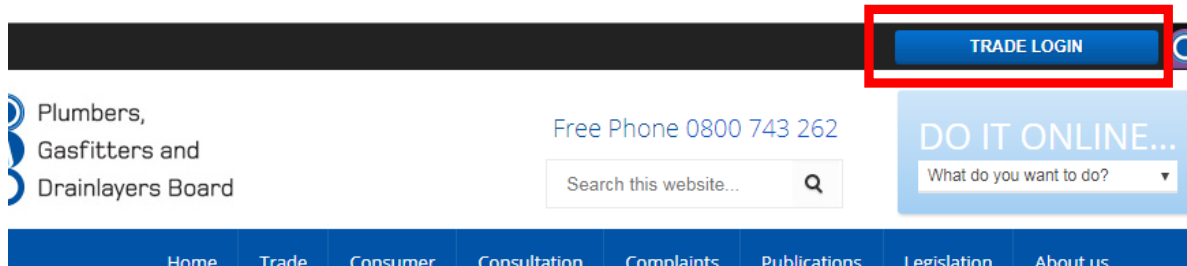 TRADE LOGIN
Plumbers,
Gasfitters and
Drainlayers Board
Free Phone 0800 743 262
Search this website...
DO IT ONLINE...
What do you want to do?
Home Trade Consumer Consultation Complaints Publications Legislation About us